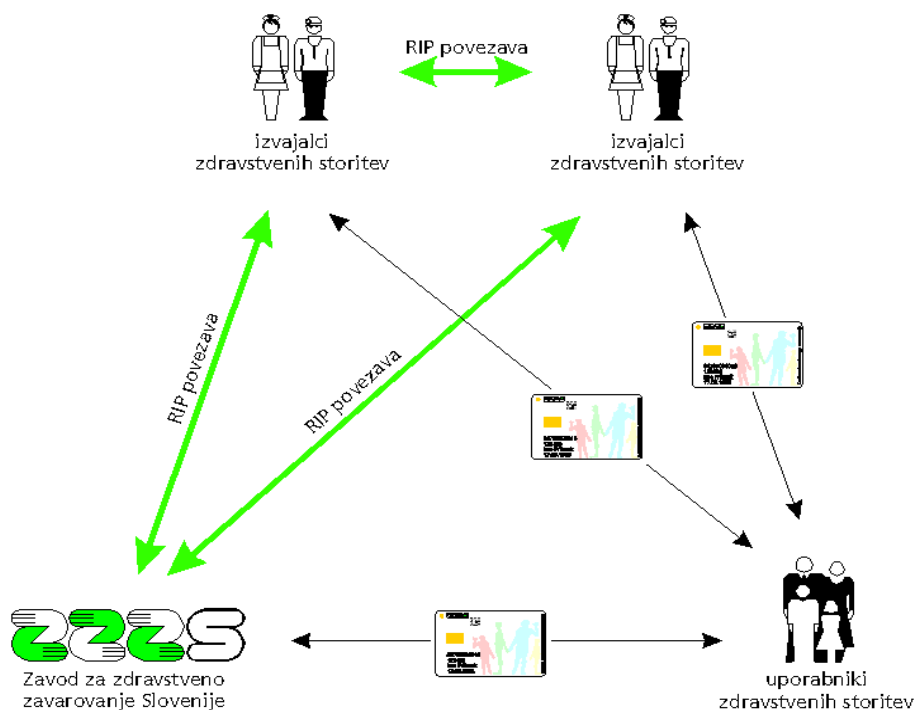 RIP povezava
izvajalci
zdravstvenih storitev
izvajalci
zdravstvenih storitev
RIP povezava
RIP povezava
zzzs
Zavod za zdravstveno
zavarovanje Slovenije
uporabniki
zdravstvenih storitev